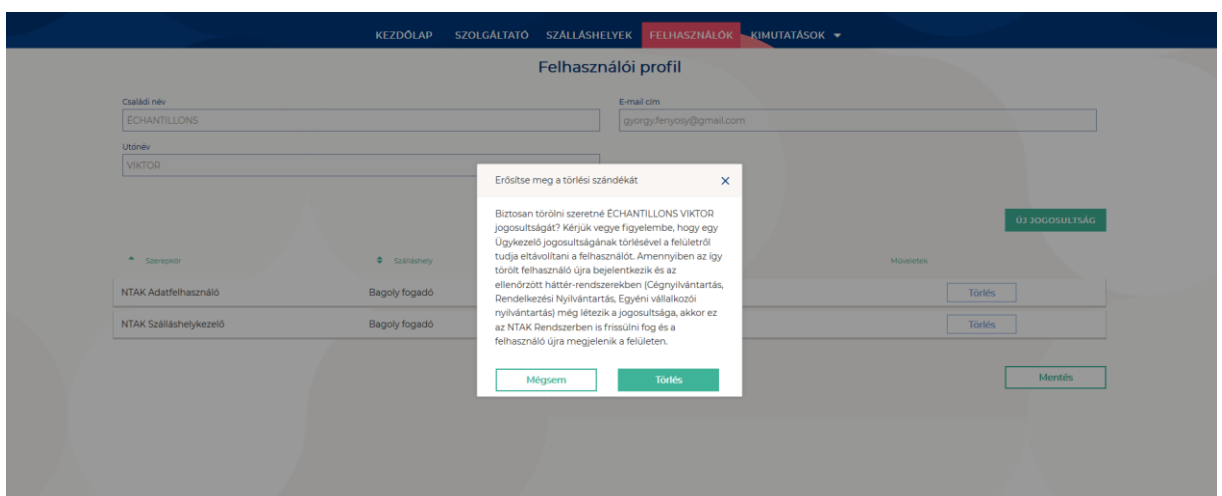 KEZDŐLAP SZOLGÁLTATÓ SZÁLLÁSHELYEK FELHASZNÁLÓK KIMUTATÁSOK
Felhasználói profil
Családi név E-mail cím
ÉCHANTILLONS gyorgy.fenyosy@gmail.com
Utónév
VIKTOR
Erősítse meg a törlési szándékát
Biztosan törölni szeretné ÉCHANTILLONS VIKTOR
jogosultságát? Kérjük vegye figyelembe, hogy egy
Ügykezelő jogosultságának törlésével a felületről
tudja eltávolítani a felhasználót. Amennyiben az így
törölt felhasználó újra bejelentkezik és az
ellenőrzött háttér-rendszerekben (Cégnyilvántartás,
Rendelkezési Nyilvántartás, Egyéni vállalkozói
nyilvántartás) még létezik a jogosultsága, akkor ez
az NTAK Rendszerben is frissülni fog és a
felhasználó újra megjelenik a felületen.
Mégsem Törlés
ÚJ JOGOSULTSÁG
Szerepkör Szálláshely Műveletek
NTAK Adatfelhasználó Bagoly fogadó Törlés
NTAK Szálláshelykezelő Bagoly fogadó Törlés
Mentés